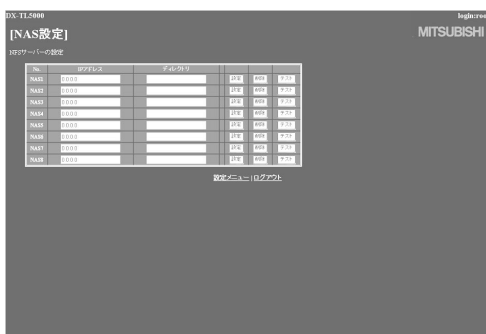 DX-TL5000 login:roo
[NAS設定] MITSUBISHI
NFSサーバーの設定
No. IPアドレス ディレクトリ
NAS1 0.0.0.0 設定 削除 テスト
NAS2 0.0.0.0 設定 削除 テスト
NAS3 0.0.0.0 設定 削除 テスト
NAS4 0.0.0.0 設定 削除 テスト
NAS5 0.0.0.0 設定 削除 テスト
NAS6 0.0.0.0 設定 削除 テスト
NAS7 0.0.0.0 設定 削除 テスト
NAS8 0.0.0.0 設定 削除 テスト
設定メニュー | ログアウト